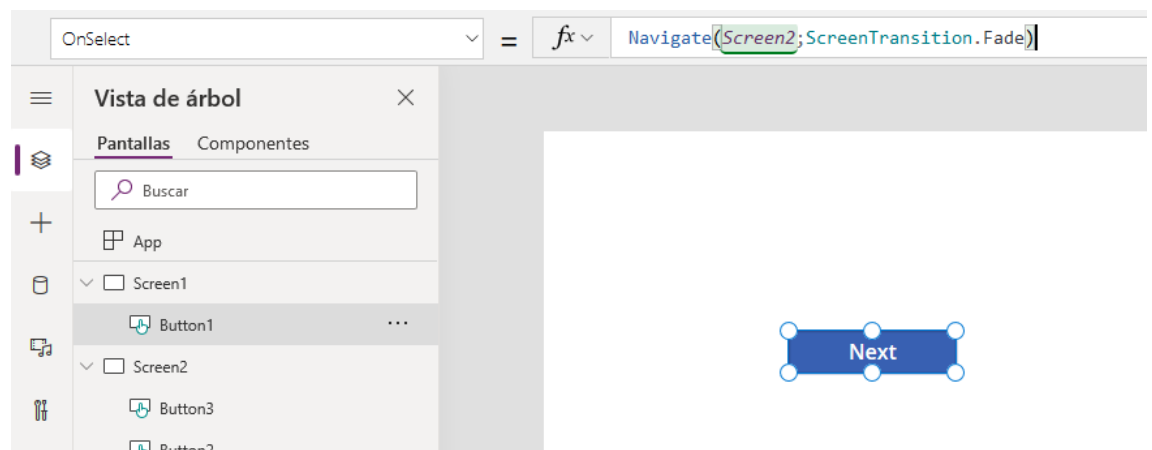 OnSelect = fx Navigate(Screen2;ScreenTransition.Fade)
Vista de árbol
Pantallas Componentes
Buscar
App
Screen1
Button1
Next
Screen2
Button3